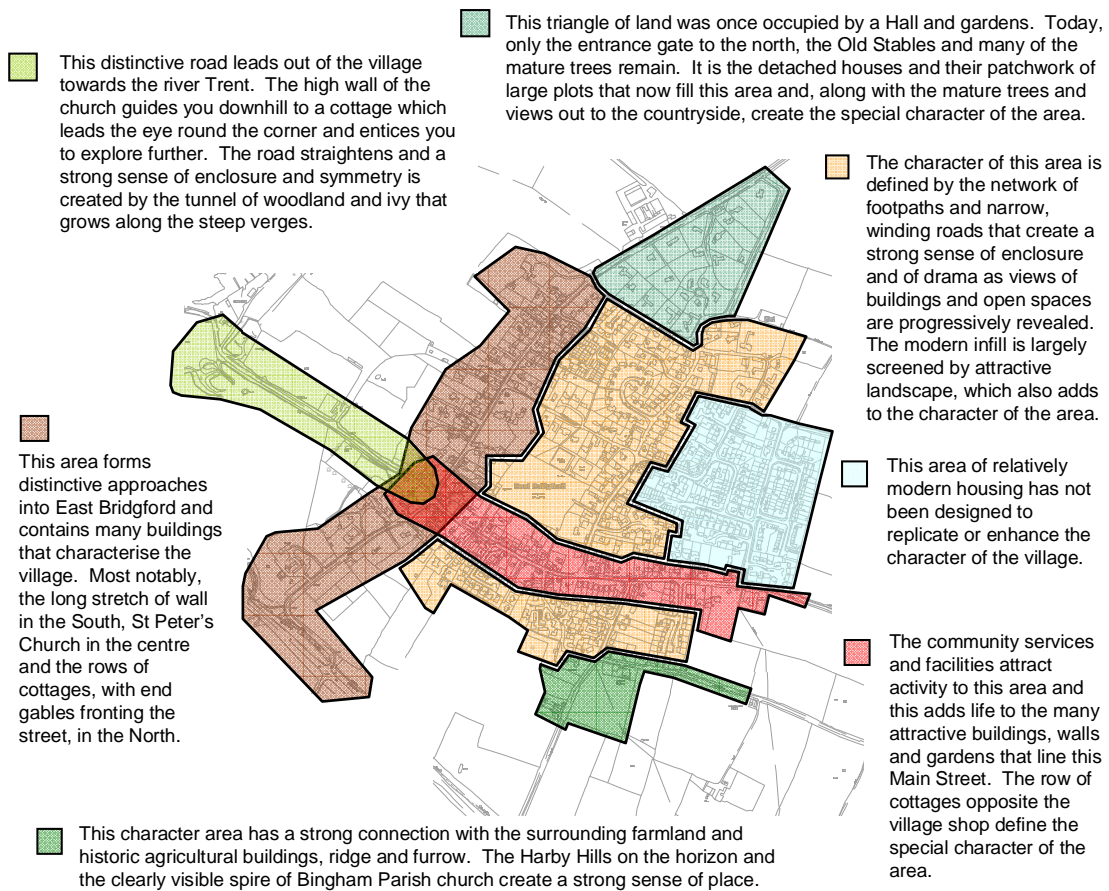 This triangle of land was once occupied by a Hall and gardens.  Today,
only the entrance gate to the north, the Old Stables and many of the
mature trees remain.  It is the detached houses and their patchwork of
large plots that now fill this area and, along with the mature trees and
views out to the countryside, create the special character of the area.
This distinctive road leads out of the village
towards the river Trent.  The high wall of the
church guides you downhill to a cottage which
leads the eye round the corner and entices you
to explore further.  The road straightens and a
strong sense of enclosure and symmetry is
created by the tunnel of woodland and ivy that
grows along the steep verges.
The character of this area is
defined by the network of
footpaths and narrow,
winding roads that create a
strong sense of enclosure
and of drama as views of
buildings and open spaces
are progressively revealed.
The modern infill is largely
screened by attractive
landscape, which also adds
to the character of the area.
This area forms
distinctive approaches
into East Bridgford and
contains many buildings
that characterise the
village.  Most notably,
the long stretch of wall
in the South, St Peter's
Church in the centre
and the rows of
cottages, with end
gables fronting the
street, in the North.
This area of relatively
modern housing has not
been designed to
replicate or enhance the
character of the village.
The community services
and facilities attract
activity to this area and
this adds life to the many
attractive buildings, walls
and gardens that line this
Main Street.  The row of
cottages opposite the
village shop define the
special character of the
area.
This character area has a strong connection with the surrounding farmland and
historic agricultural buildings, ridge and furrow.  The Harby Hills on the horizon and
the clearly visible spire of Bingham Parish church create a strong sense of place.
East Bridgford